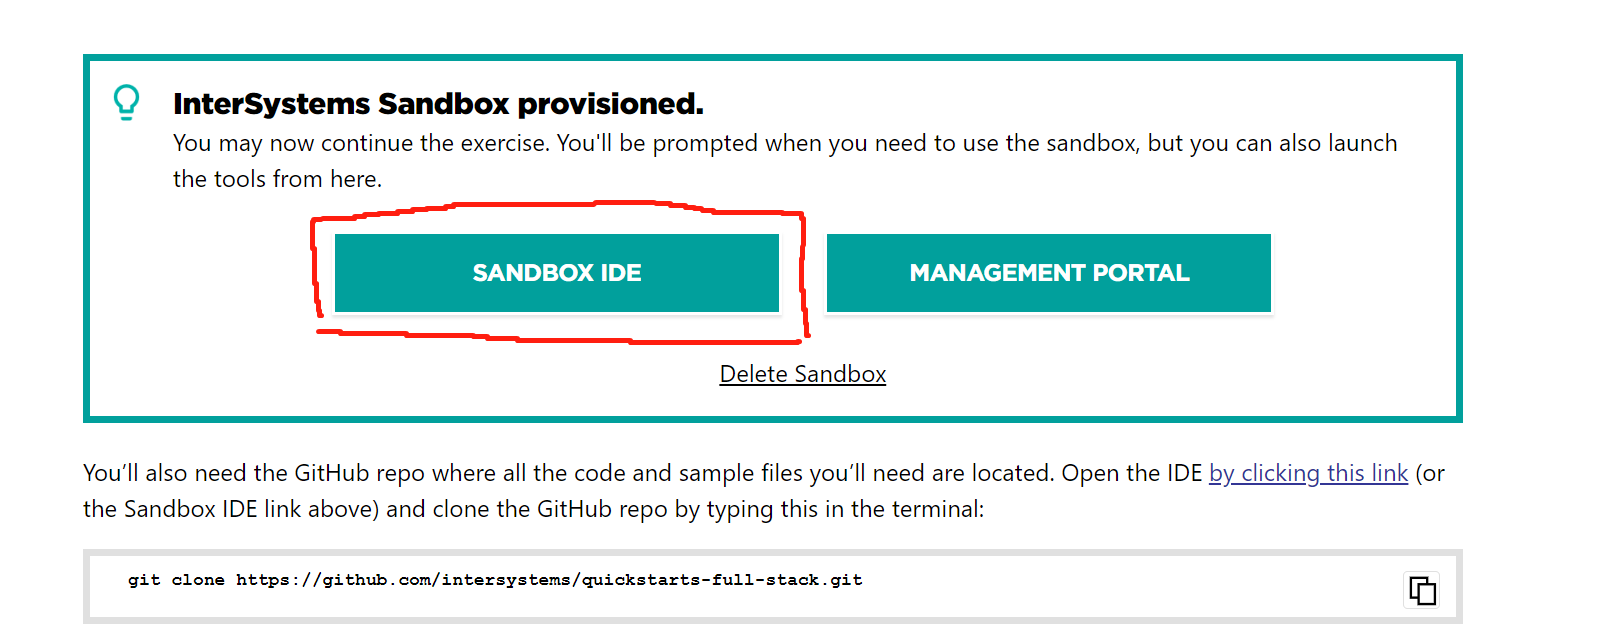 InterSystems Sandbox provisioned.
You may now continue the exercise. You'll be prompted when you need to use the sandbox, but you can also launch
the tools from here.
SANDBOX IDE
MANAGEMENT PORTAL
Delete Sandbox
You’ll also need the GitHub repo where all the code and sample files you’ll need are located. Open the IDE by clicking this link (or
the Sandbox IDE link above) and clone the GitHub repo by typing this in the terminal:
git clone https://github.com/intersystems/quickstarts-full-stack.git